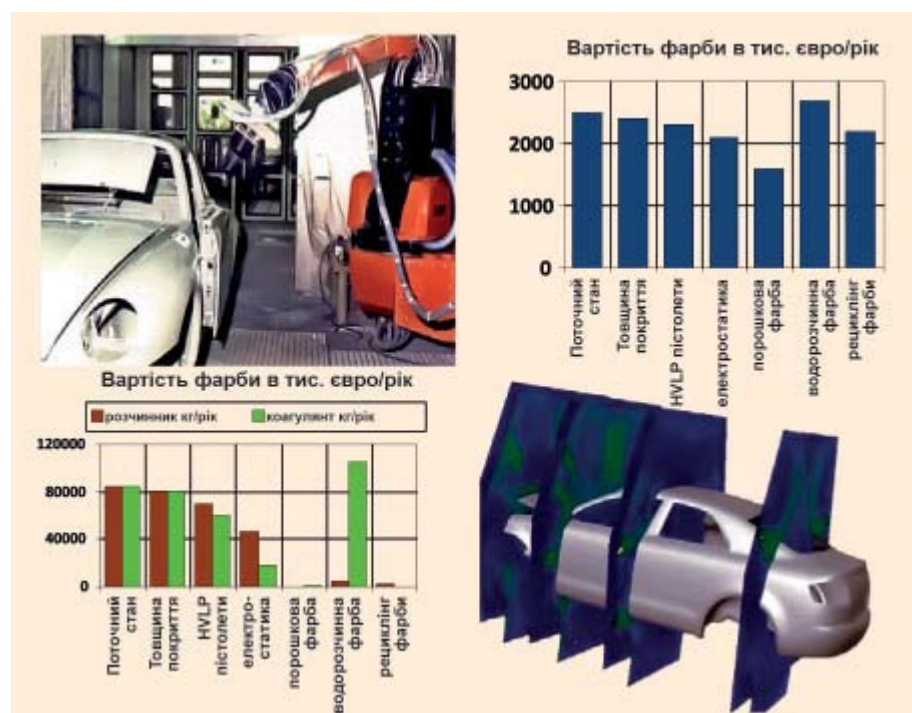 Вартість фарби в тис. євро/рік
3000
2000
1000
0
Поточний
стан
Товщина
покриття
HVLP пістолети
електростатика
порошкова
фарба
водорозчинна
фарба
рециклінг
фарби
Вартість фарби в тис. євро/рік
розчинник кг/рік
коагулянт кг/рік
120000
80000
40000
0
Поточний
стан
Товщина
покриття
HVLP
пістолети
електро-
статика
порошкова
фарба
водорозчинна
фарба
рециклінг
фарби